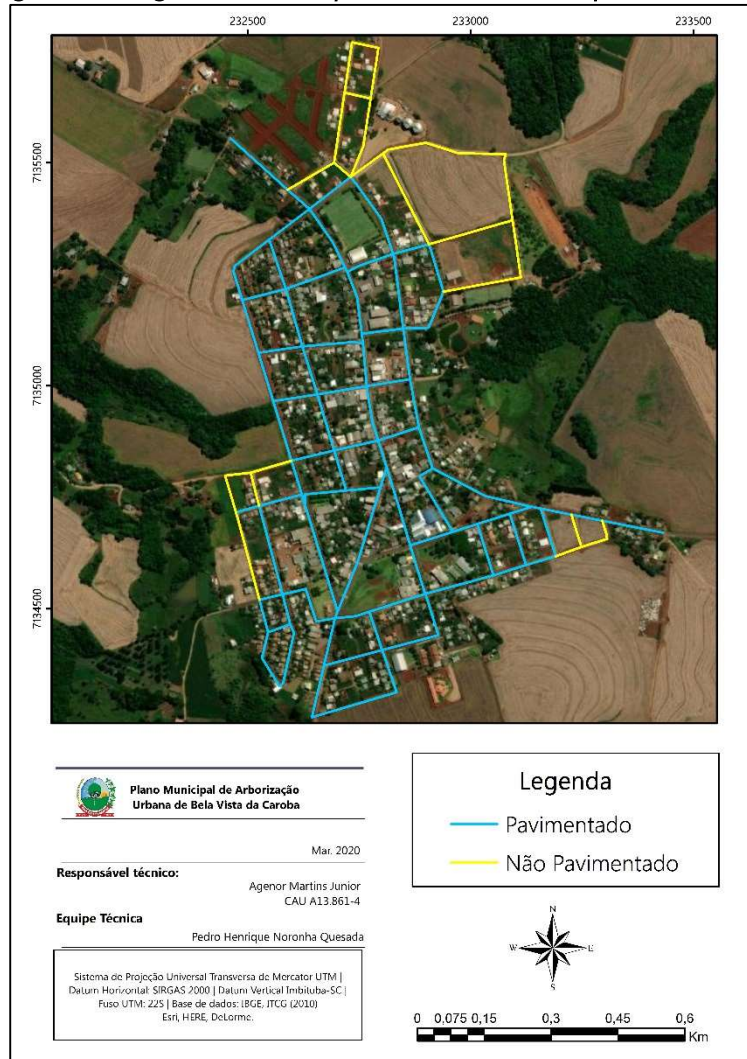 232500
233000
233500
7135500
7135000
7134500
Plano Municipal de Arborização
Urbana de Bela Vista da Caroba
Mar. 2020
Responsável técnico:
Agenor Martins Junior
CAU A13.861-4
Equipe Técnica
Pedro Henrique Noronha Quesada
Sistema de Projeção Universal Transversa de Mercator UTM |
Datum Horizontal: SIRGAS 2000 | Datum Vertical Imbituba-SC |
Fuso UTM: 22S | Base de dados: IBGE, ITCG (2010)
Esri, HERE, DeLorme.
Legenda
Pavimentado
Não Pavimentado
N
W
E
S
0 0,075 0,15 0,3 0,45 0,6
Km